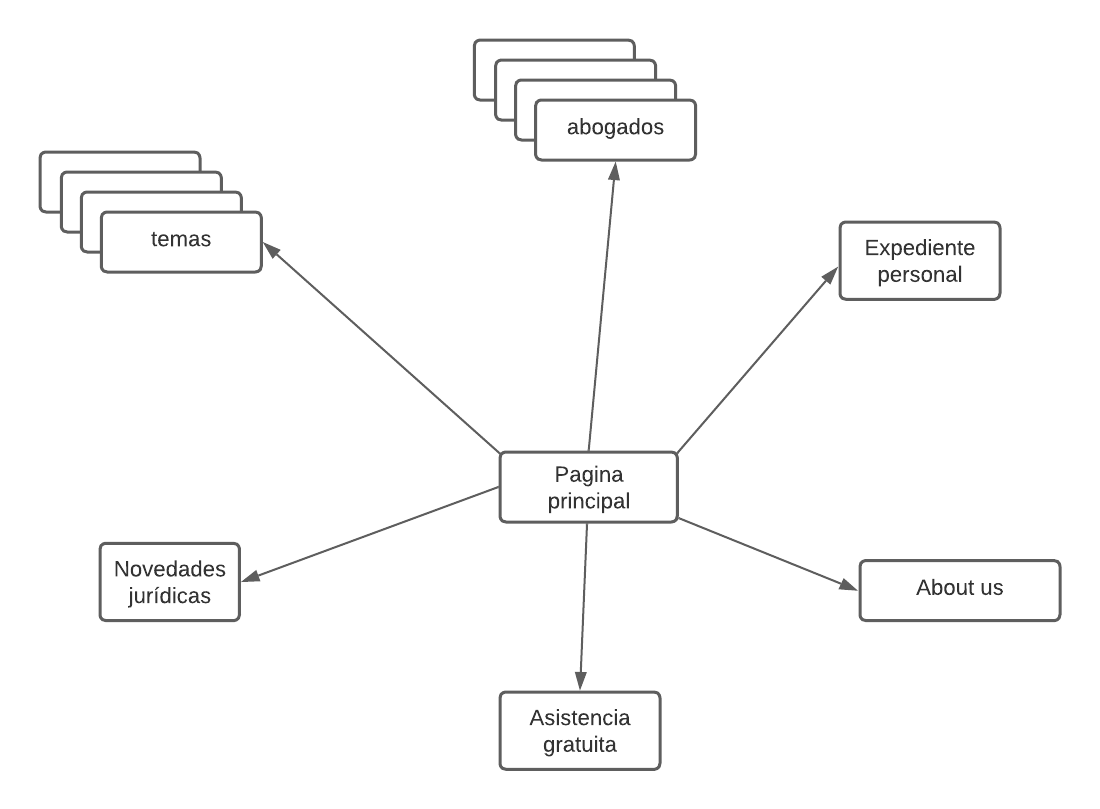 abogados
temas
Expediente
personal
Pagina
principal
Novedades
jurídicas
About us
Asistencia
gratuita